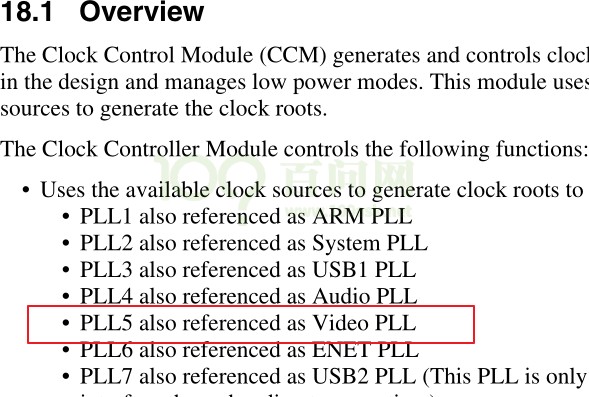 18.1 Overview
The Clock Control Module (CCM) generates and controls clock
in the design and manages low power modes. This module uses
sources to generate the clock roots.
The Clock Controller Module controls the following functions:
• Uses the available clock sources to generate clock roots to
• PLL1 also referenced as ARM PLL
• PLL2 also referenced as System PLL
• PLL3 also referenced as USB1 PLL
• PLL4 also referenced as Audio PLL
• PLL5 also referenced as Video PLL
• PLL6 also referenced as ENET PLL
• PLL7 also referenced as USB2 PLL (This PLL is only
百问网